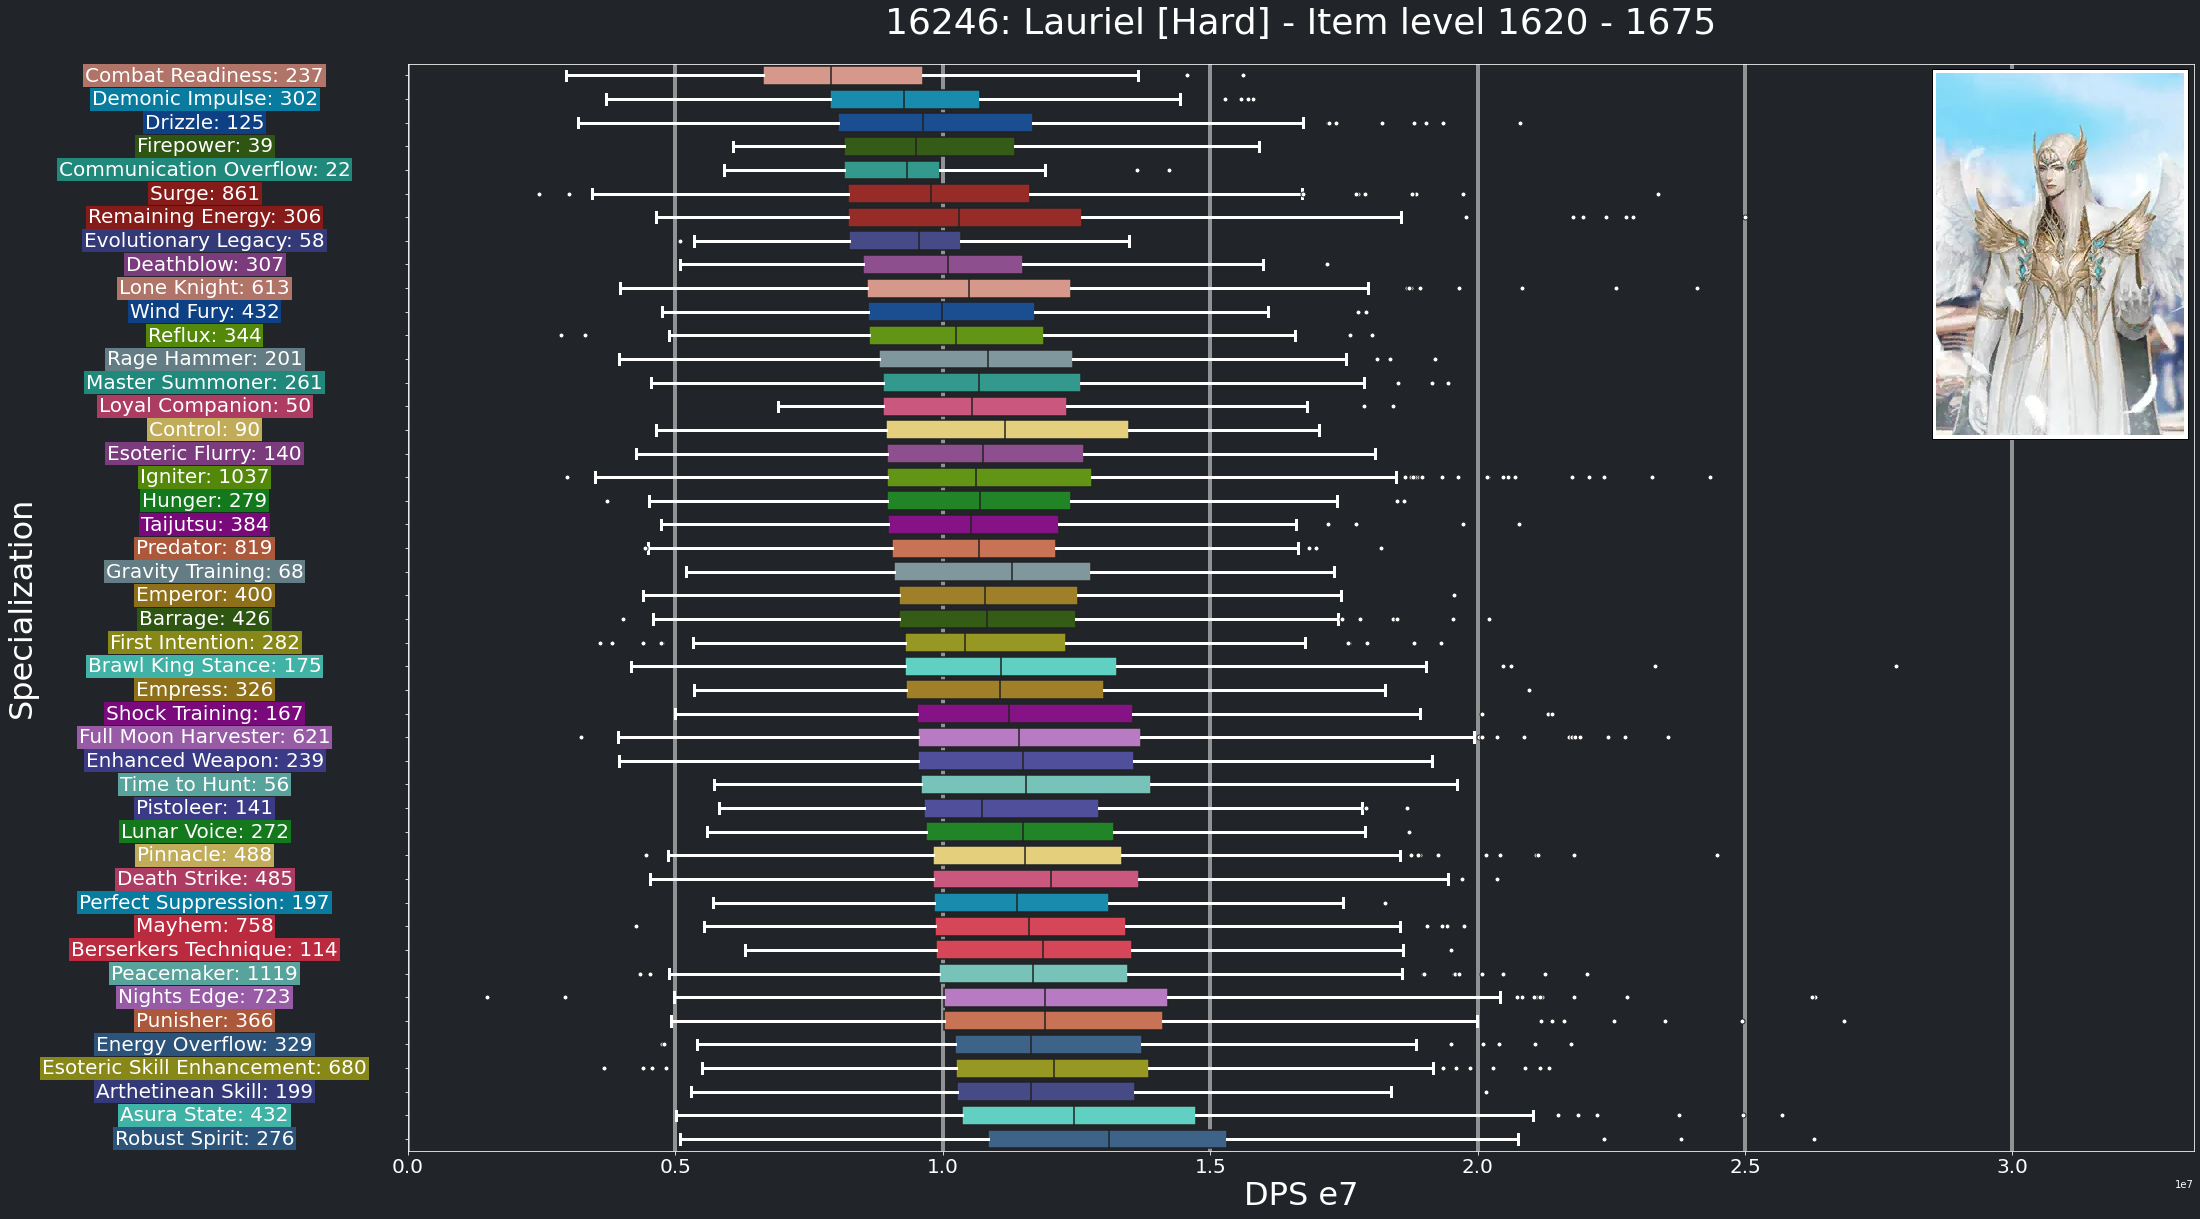 16246: Lauriel [Hard] - Item level 1620 - 1675
Combat Readiness: 237
Demonic Impulse: 302
Drizzle: 125
Firepower: 39
Communication Overflow: 22
Surge: 861
Remaining Energy: 306
Evolutionary Legacy: 58
Deathblow: 307
Lone Knight: 613
Wind Fury: 432
Reflux: 344
Rage Hammer: 201
Master Summoner: 261
Loyal Companion: 50
Control: 90
Esoteric Flurry: 140
Igniter: 1037
Hunger: 279
Taijutsu: 384
Predator: 819
Gravity Training: 68
Emperor: 400
Barrage: 426
First Intention: 282
Brawl King Stance: 175
Empress: 326
Shock Training: 167
Full Moon Harvester: 621
Enhanced Weapon: 239
Time to Hunt: 56
Pistoleer: 141
Lunar Voice: 272
Pinnacle: 488
Death Strike: 485
Perfect Suppression: 197
Mayhem: 758
Berserkers Technique: 114
Peacemaker: 1119
Nights Edge: 723
Punisher: 366
Energy Overflow: 329
Esoteric Skill Enhancement: 680
Arthetinean Skill: 199
Asura State: 432
Robust Spirit: 276
Specialization
0.0 0.5 1.0 1.5 2.0 2.5 3.0
1e7
DPS e7